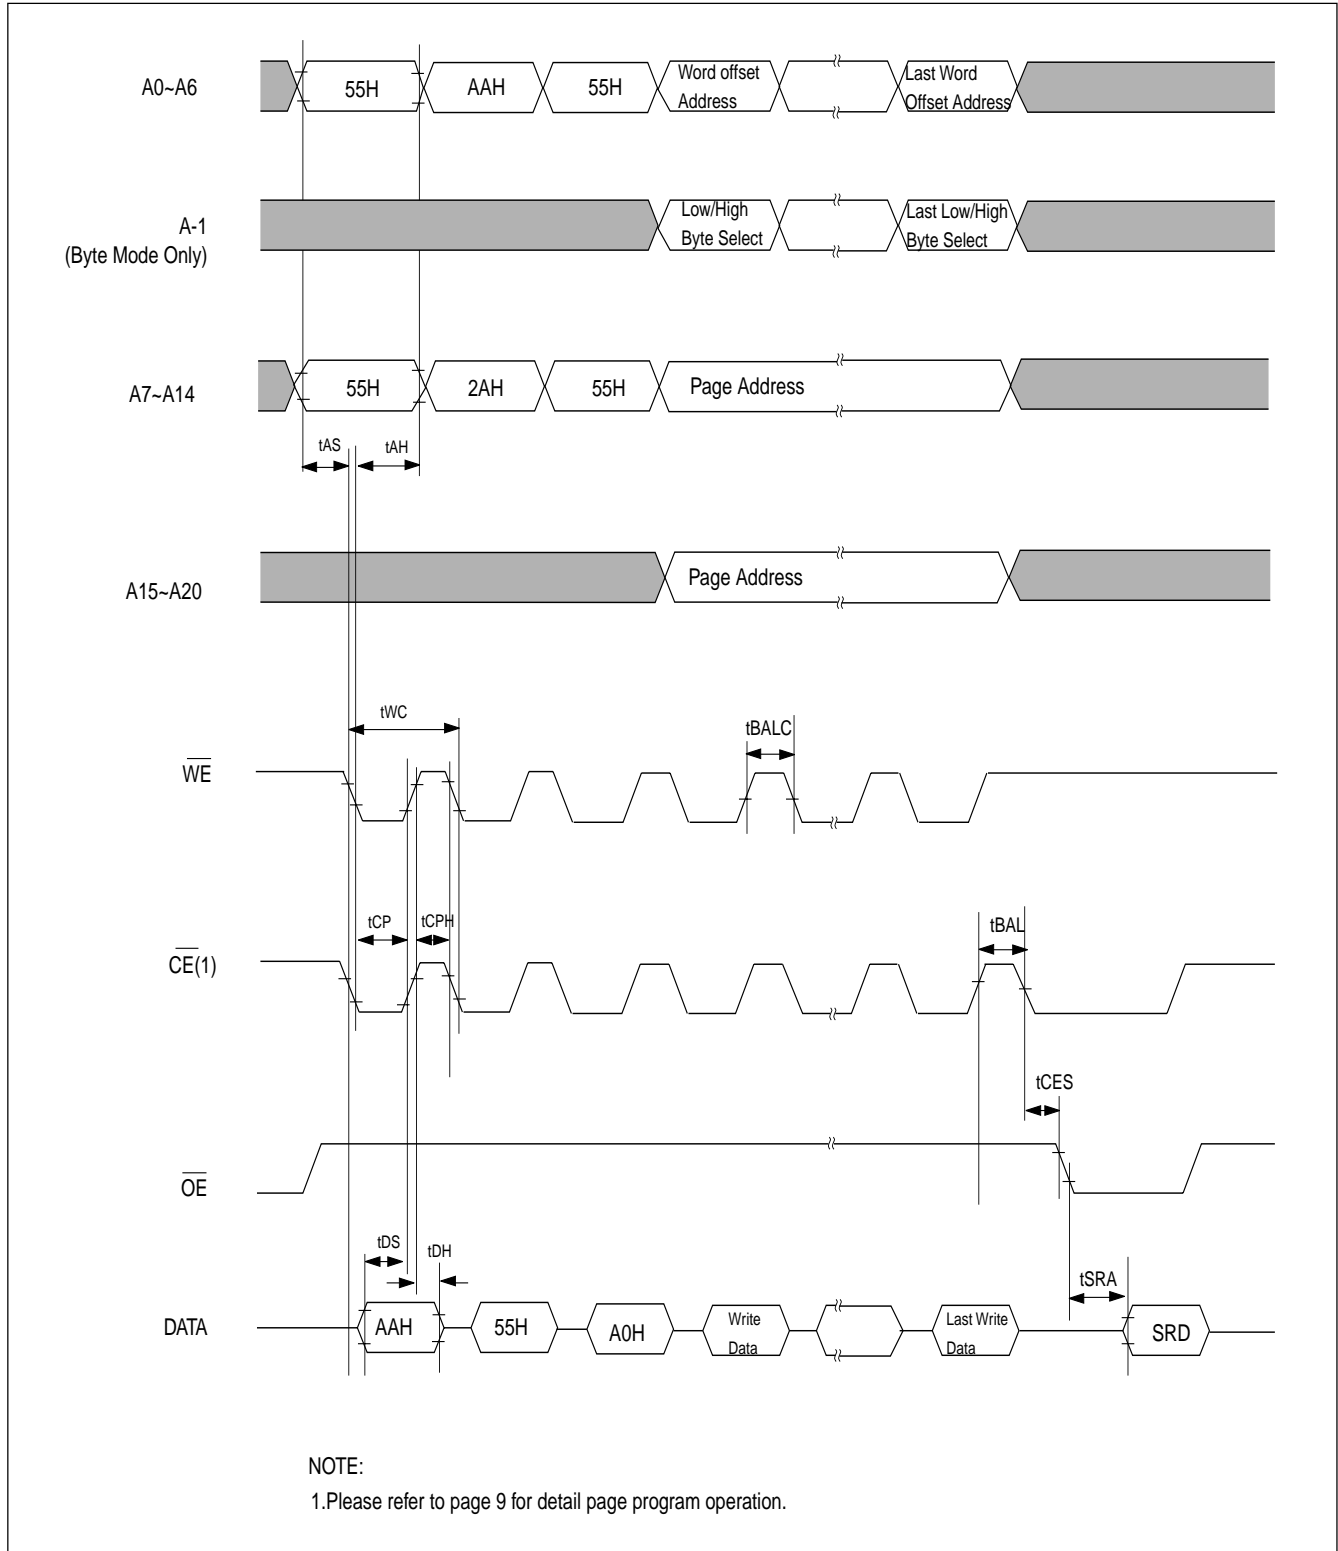 A0~A6
55H
AAH
55H
Word offset
Address
Last Word
Offset Address
A-1
(Byte Mode Only)
Low/High
Byte Select
Last Low/High
Byte Select
A7~A14
55H
2AH
55H
Page Address
tAS
tAH
A15~A20
Page Address
tWC
tBALC
WE
tCP
tCPH
tBAL
CE(1)
tCES
OE
tDS
tDH
tSRA
DATA
AAH
55H
A0H
Write
Data
Last Write
Data
SRD
NOTE:
1.Please refer to page 9 for detail page program operation.